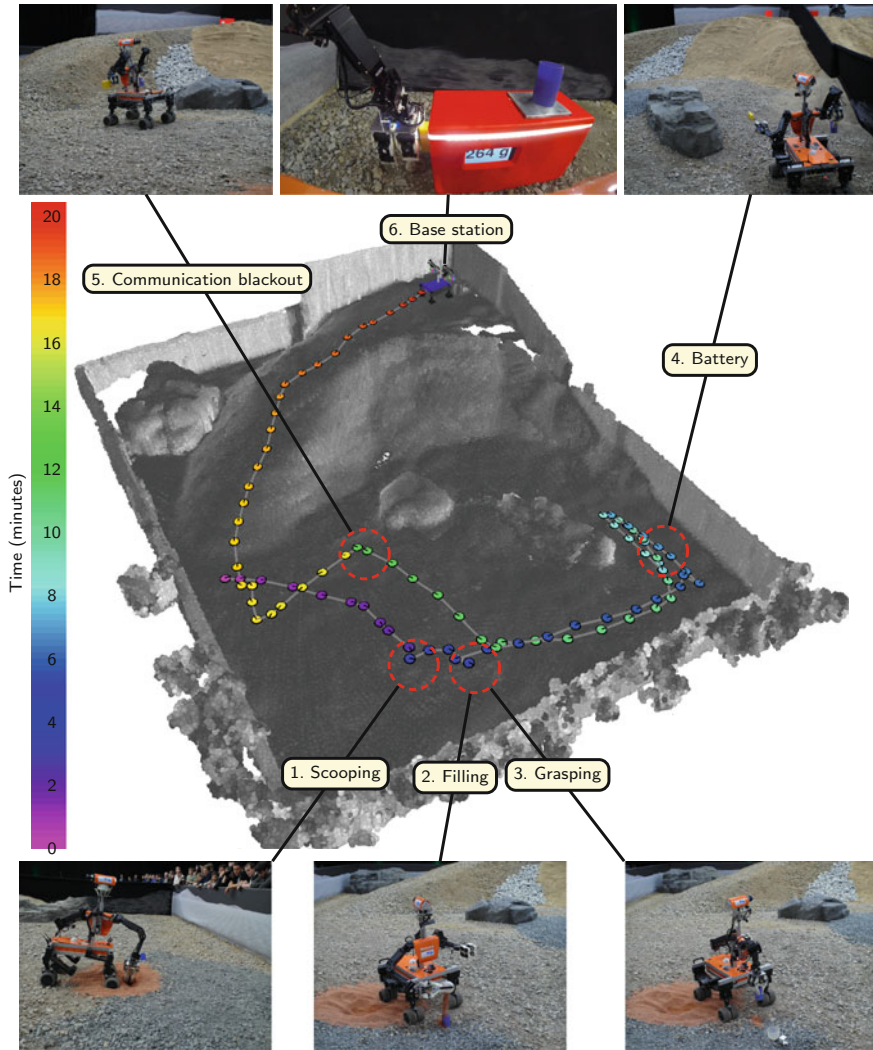 264 g
6. Base station
5. Communication blackout
4. Battery
Time (minutes)
20
18
16
14
12
10
8
6
4
2
0
1. Scooping
2. Filling
3. Grasping